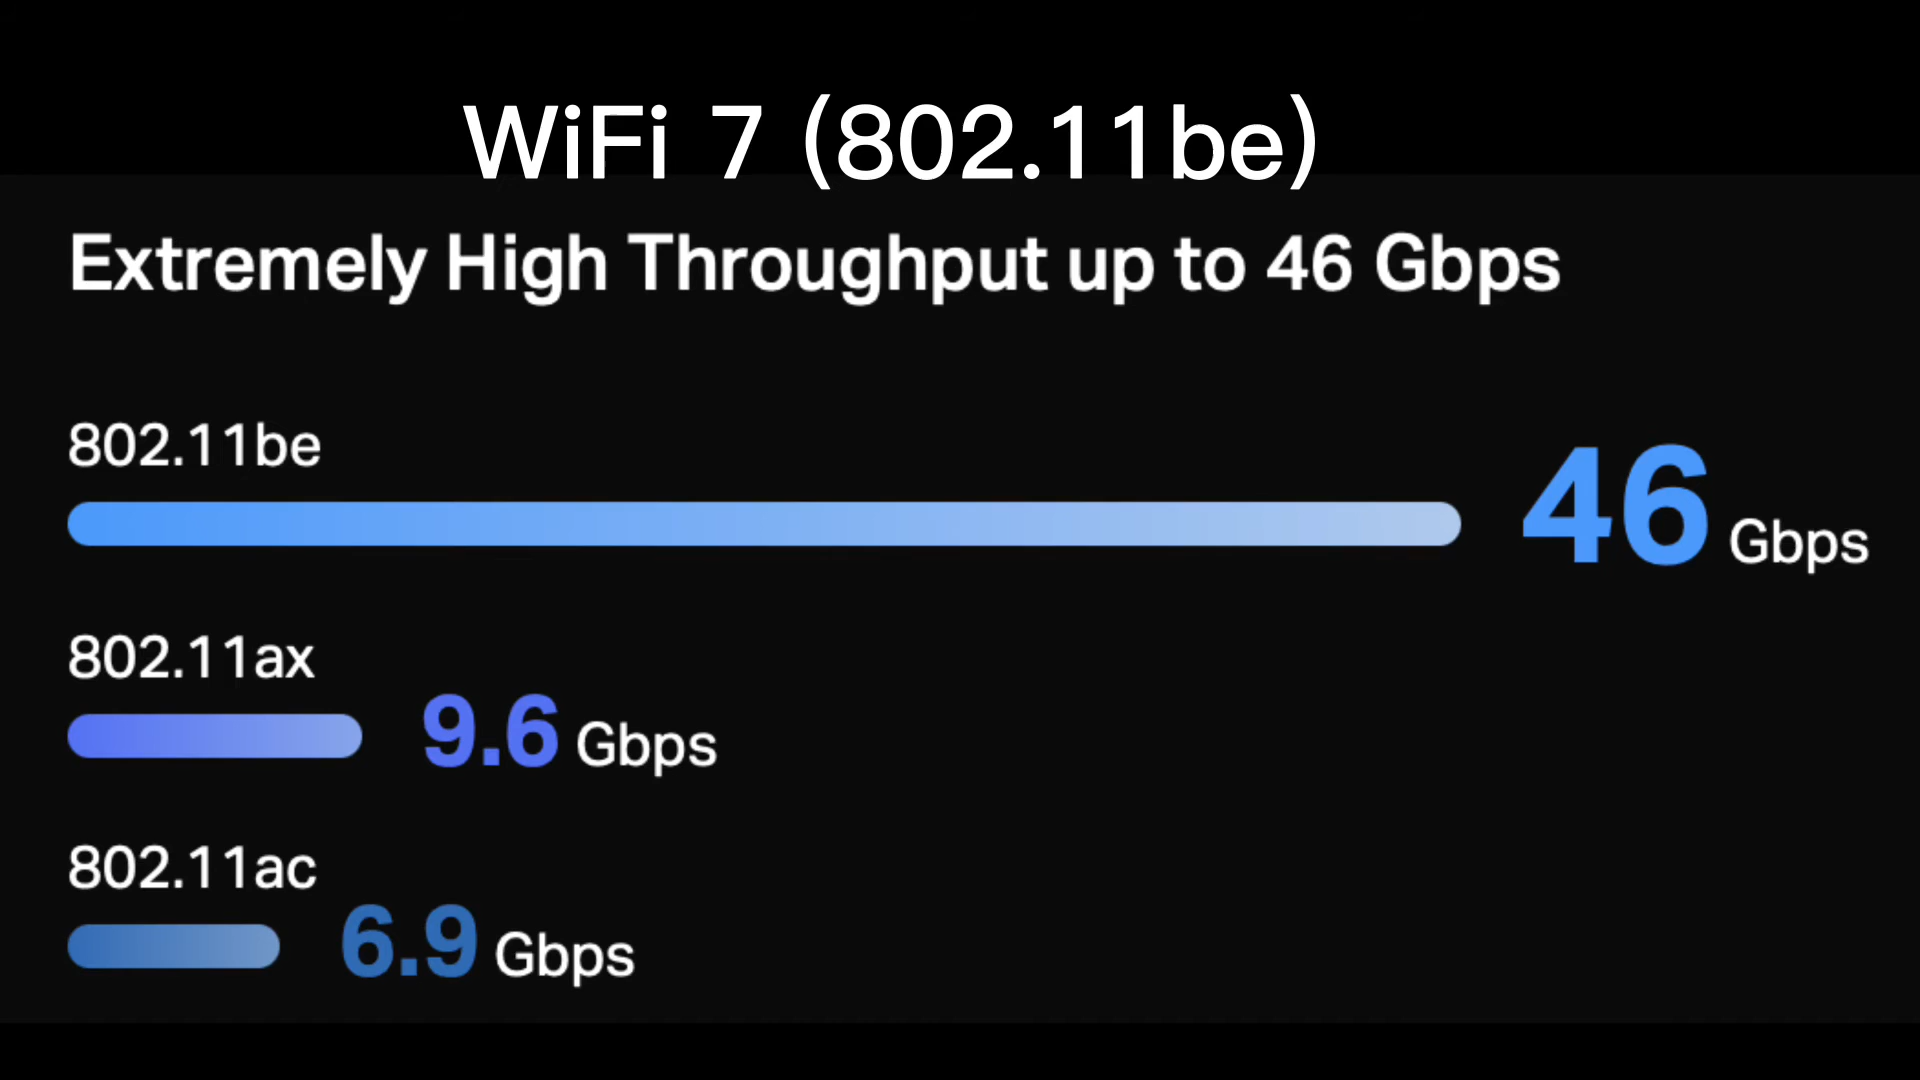 WiFi 7 (802.11be)
Extremely High Throughput up to 46 Gbps
802.11be
46 Gbps
802.11ax
9.6 Gbps
802.11ac
6.9 Gbps